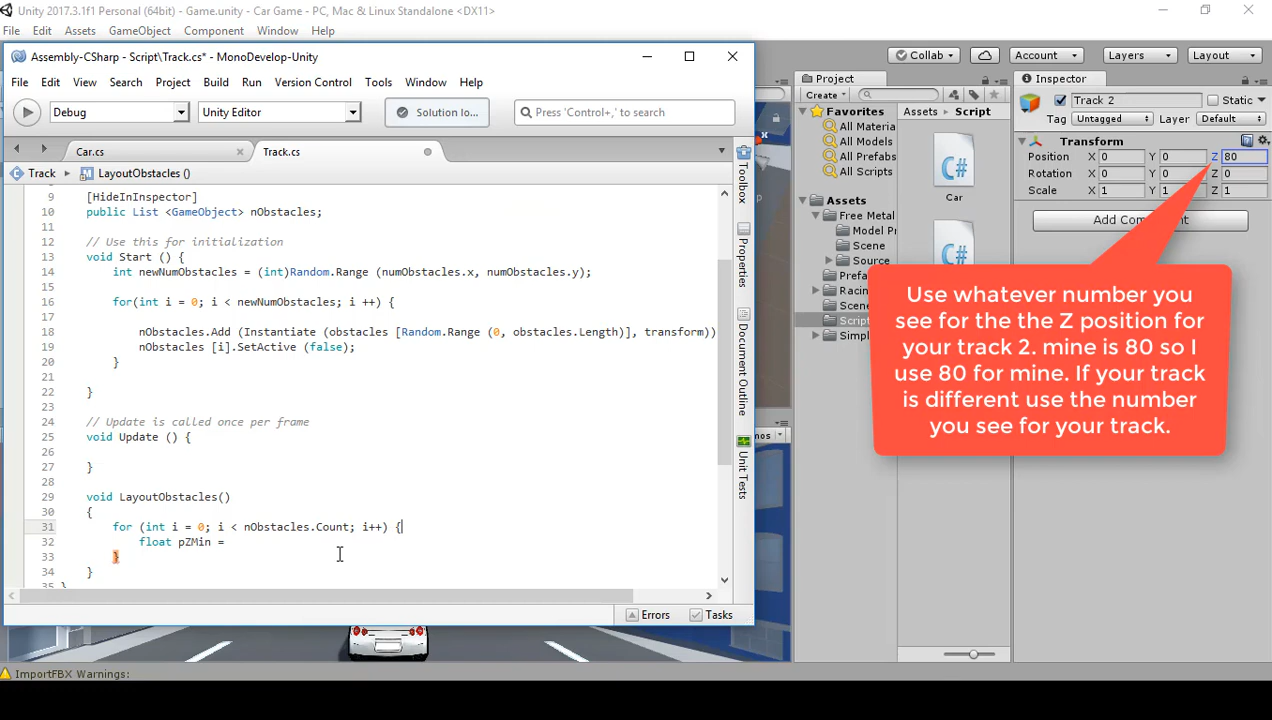 Unity 2017.3.1f1 Personal (64bit) - Game.unity - Car Game - PC, Mac & Linux Standalone <DX11>
File Edit Assets GameObject Component Window Help
Collab Account Layers Layout
Assembly-CSharp - Script\Track.cs* - MonoDevelop-Unity
File Edit View Search Project Build Run Version Control Tools Window Help
Debug Unity Editor Solution lo... Press 'Control+,' to search
Car.cs Track.cs
Track LayoutObstacles ()
9 [HideInInspector]
10 public List <GameObject> nObstacles;
11
12 // Use this for initialization
13 void Start () {
14 int newNumObstacles = (int)Random.Range (numObstacles.x, numObstacles.y);
15
16 for(int i = 0; i < newNumObstacles; i ++) {
17
18 nObstacles.Add (Instantiate (obstacles [Random.Range (0, obstacles.Length)], transform))
19 nObstacles [i].SetActive (false);
20 }
21
22 }
23
24 // Update is called once per frame
25 void Update () {
26
27 }
28
29 void LayoutObstacles()
30 {
31 for (int i = 0; i < nObstacles.Count; i++) {
32 float pZMin =
33 }
34 }
35 }
Errors Tasks
Toolbox
Properties
Document Outline
Unit Tests
Project
Create
Favorites
All Materia
All Models
All Prefabs
All Scripts
Assets
Free Metal
Model Pr
Scene
Source
Prefa
Racin
Scene
Script
Simpl
Assets Script
C#
Car
C#
Inspector
Track 2 Static
Tag Untagged Layer Default
Transform
Position X 0 Y 0 Z 80
Rotation X 0 Y 0 Z 0
Scale X 1 Y 1 Z 1
Use whatever number you
see for the the Z position for
your track 2. mine is 80 so I
use 80 for mine. If your track
is different use the number
you see for your track.
ImportFBX Warnings: